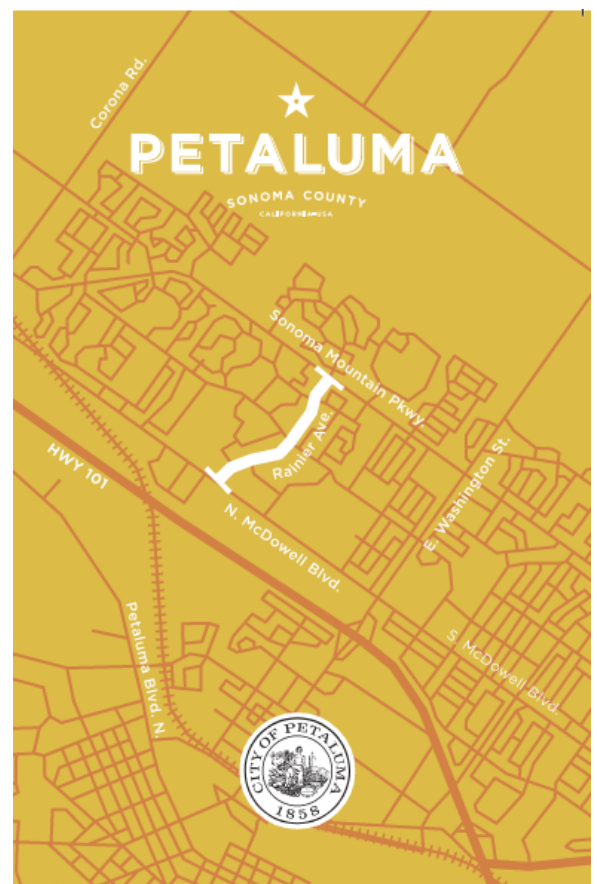 Corona Rd.
PETALUMA
SONOMA COUNTY
CALIFORNIA USA
Sonoma Mountain Pkwy.
Rainier Ave.
E. Washington St.
HWY 101
N. McDowell Blvd.
S. McDowell Blvd.
Petaluma Blvd. N.
CITY OF PETALUMA
1858